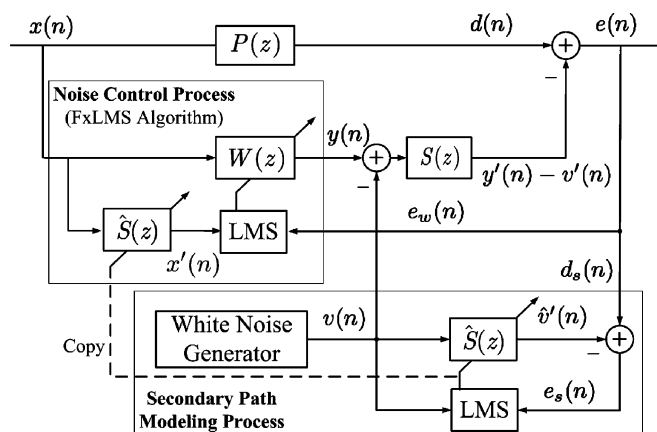 x(n)
P(z)
d(n)
e(n)
Noise Control Process
(FxLMS Algorithm)
W(z)
y(n)
S(z)
y′(n) − v′(n)
Ŝ(z)
x′(n)
LMS
e_w(n)
d_s(n)
Copy
White Noise
Generator
v(n)
Ŝ(z)
v̂′(n)
LMS
e_s(n)
Secondary Path
Modeling Process